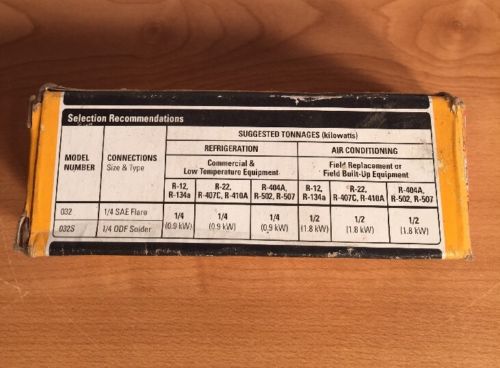 Selection Recommendations
SUGGESTED TONNAGES (kilowatts)
REFRIGERATION AIR CONDITIONING
MODEL NUMBER CONNECTIONS Size & Type
Commercial & Field Replacement or
Low Temperature Equipment Field Built-Up Equipment
R-12, R-22, R-404A, R-12, R-22, R-404A,
R-134a R-407C, R-410A R-502, R-507 R-134a R-407C, R-410A R-502, R-507
032 1/4 SAE Flare 1/4 1/4 1/4 1/2 1/2 1/2
032S 1/4 ODF Solder (0.9 kW) (0.9 kW) (0.9 kW) (1.8 kW) (1.8 kW) (1.8 kW)